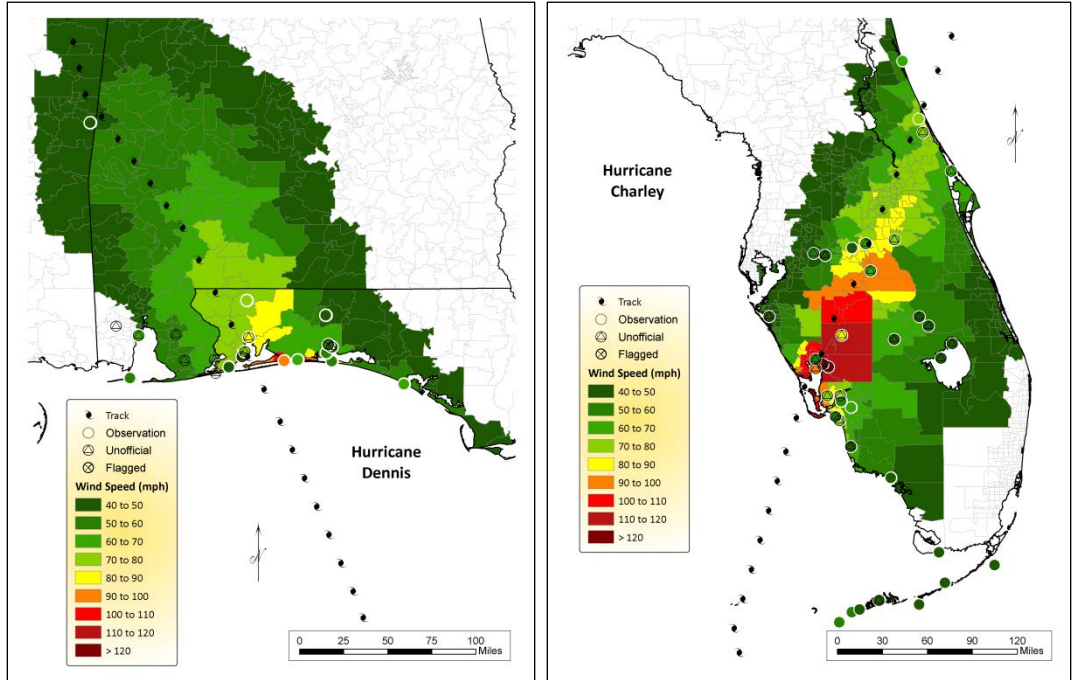 Hurricane
Dennis
Track
Observation
Unofficial
Flagged
Wind Speed (mph)
40 to 50
50 to 60
60 to 70
70 to 80
80 to 90
90 to 100
100 to 110
110 to 120
> 120
N
0 25 50 75 100
Miles
Hurricane
Charley
Track
Observation
Unofficial
Flagged
Wind Speed (mph)
40 to 50
50 to 60
60 to 70
70 to 80
80 to 90
90 to 100
100 to 110
110 to 120
> 120
N
0 30 60 90 120
Miles